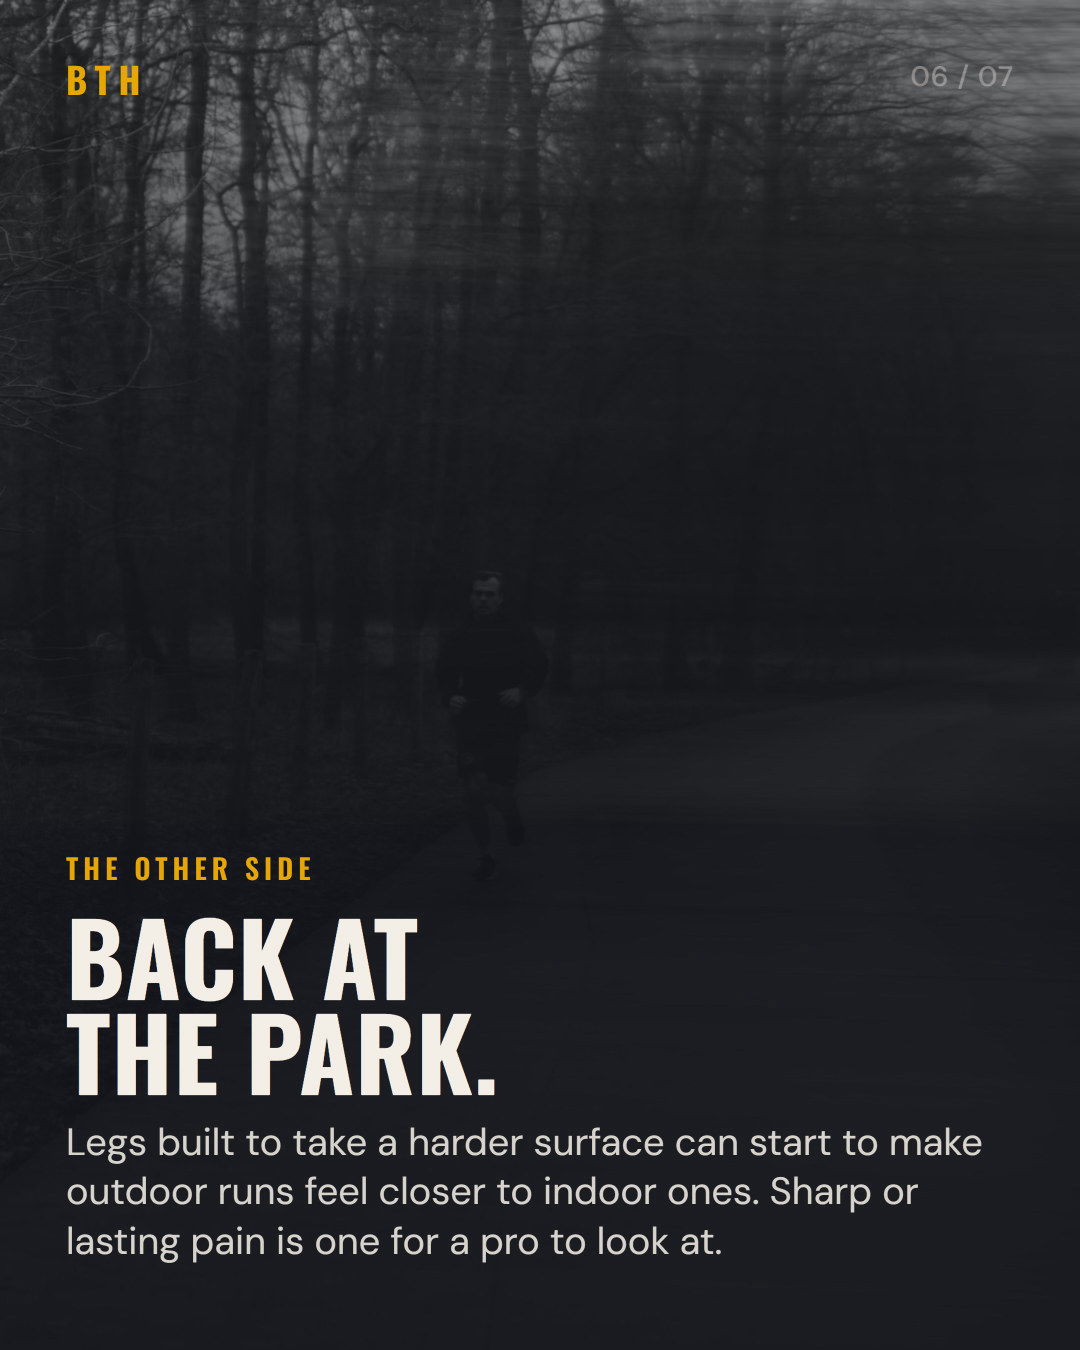 BTH
06 / 07
THE OTHER SIDE
BACK AT
THE PARK.
Legs built to take a harder surface can start to make
outdoor runs feel closer to indoor ones. Sharp or
lasting pain is one for a pro to look at.